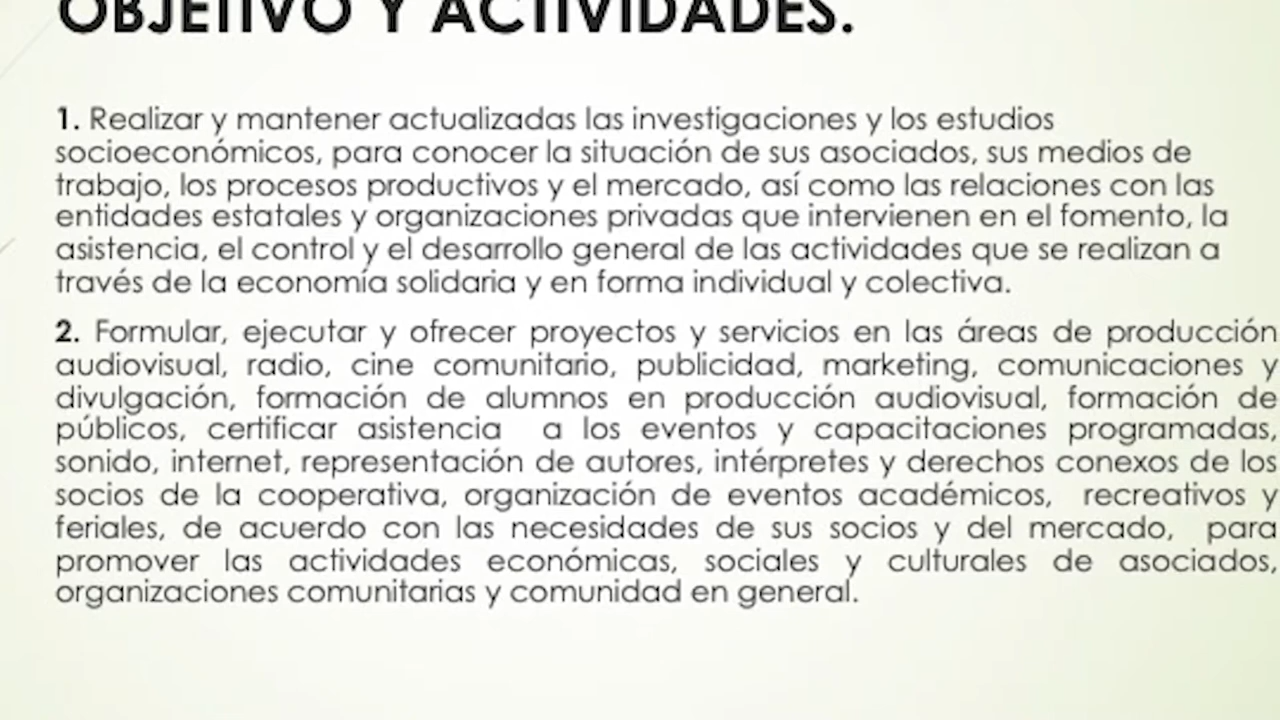 OBJETIVO Y ACTIVIDADES.
1. Realizar y mantener actualizadas las investigaciones y los estudios
socioeconómicos, para conocer la situación de sus asociados, sus medios de
trabajo, los procesos productivos y el mercado, así como las relaciones con las
entidades estatales y organizaciones privadas que intervienen en el fomento, la
asistencia, el control y el desarrollo general de las actividades que se realizan a
través de la economía solidaria y en forma individual y colectiva.
2. Formular, ejecutar y ofrecer proyectos y servicios en las áreas de producción
audiovisual, radio, cine comunitario, publicidad, marketing, comunicaciones y
divulgación, formación de alumnos en producción audiovisual, formación de
públicos, certificar asistencia a los eventos y capacitaciones programadas,
sonido, internet, representación de autores, intérpretes y derechos conexos de los
socios de la cooperativa, organización de eventos académicos, recreativos y
feriales, de acuerdo con las necesidades de sus socios y del mercado, para
promover las actividades económicas, sociales y culturales de asociados,
organizaciones comunitarias y comunidad en general.